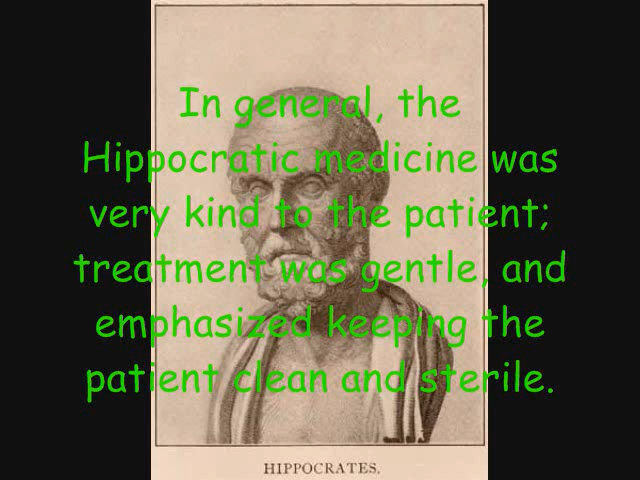 In general, the
Hippocratic medicine was
very kind to the patient;
treatment was gentle, and
emphasized keeping the
patient clean and sterile.
HIPPOCRATES.